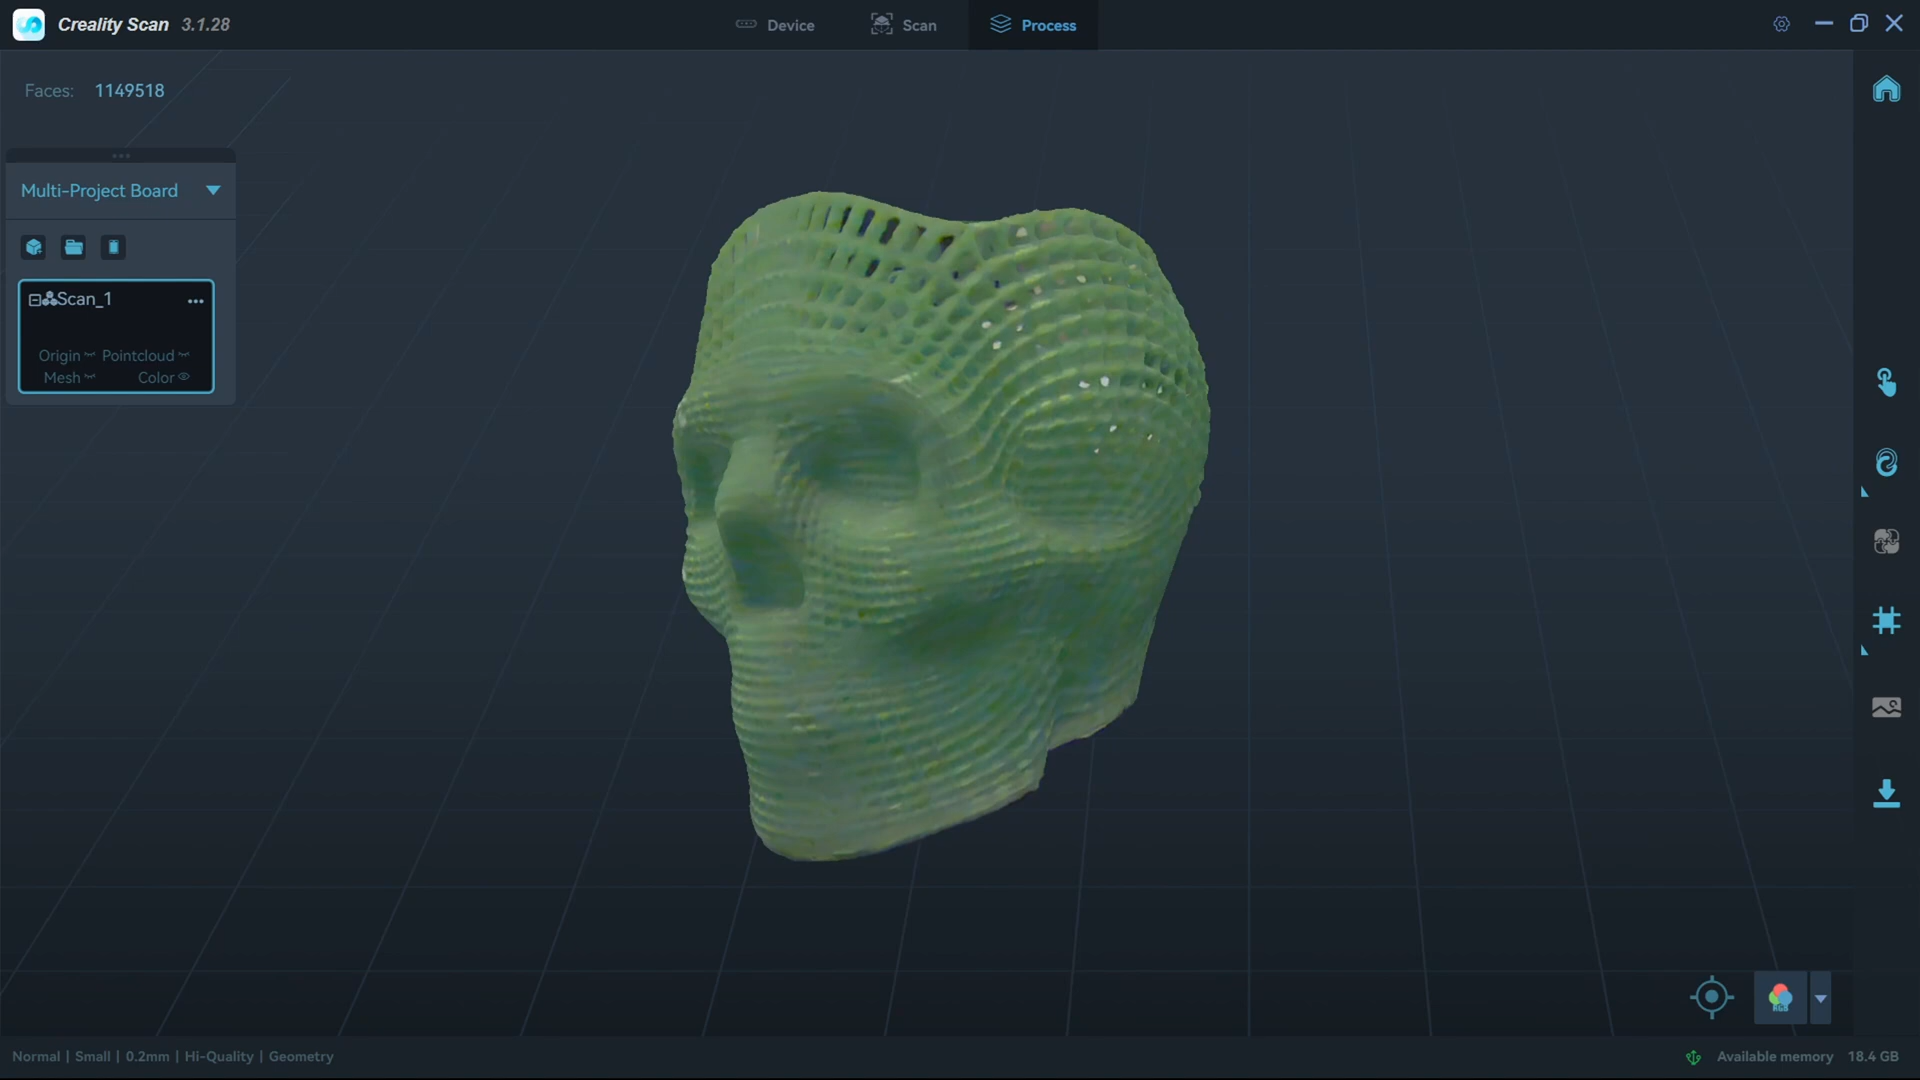 Creality Scan 3.1.28
Device
Scan
Process
Faces: 1149518
Multi-Project Board
Scan_1
Origin Pointcloud
Mesh Color
RGB
Normal | Small | 0.2mm | Hi-Quality | Geometry
Available memory 18.4 GB